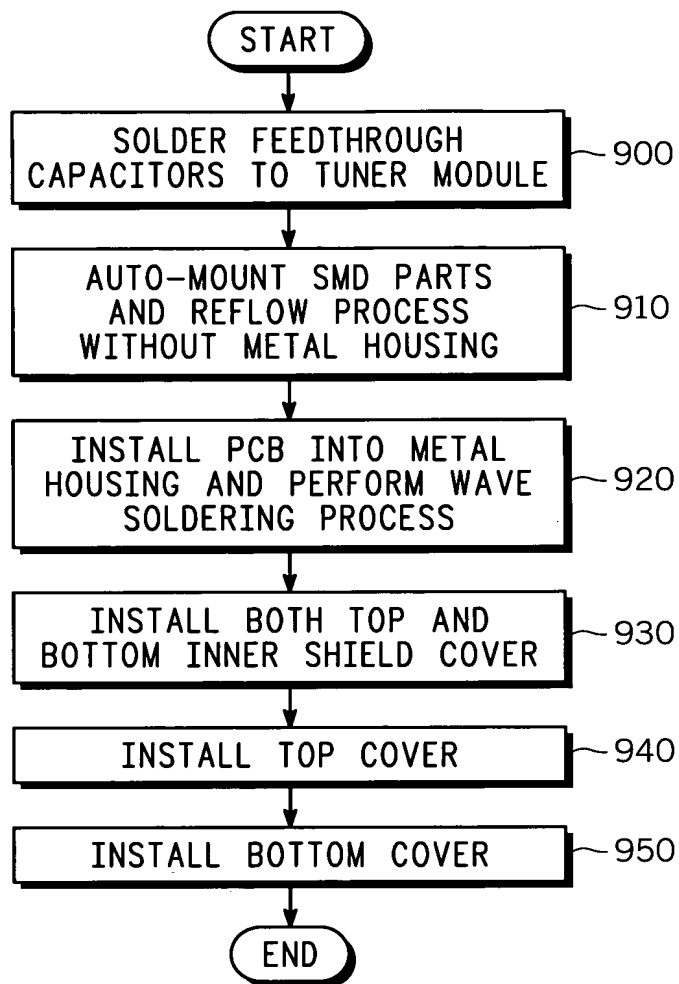 START
SOLDER FEEDTHROUGH
CAPACITORS TO TUNER MODULE
900
AUTO-MOUNT SMD PARTS
AND REFLOW PROCESS
WITHOUT METAL HOUSING
910
INSTALL PCB INTO METAL
HOUSING AND PERFORM WAVE
SOLDERING PROCESS
920
INSTALL BOTH TOP AND
BOTTOM INNER SHIELD COVER
930
INSTALL TOP COVER
940
INSTALL BOTTOM COVER
950
END